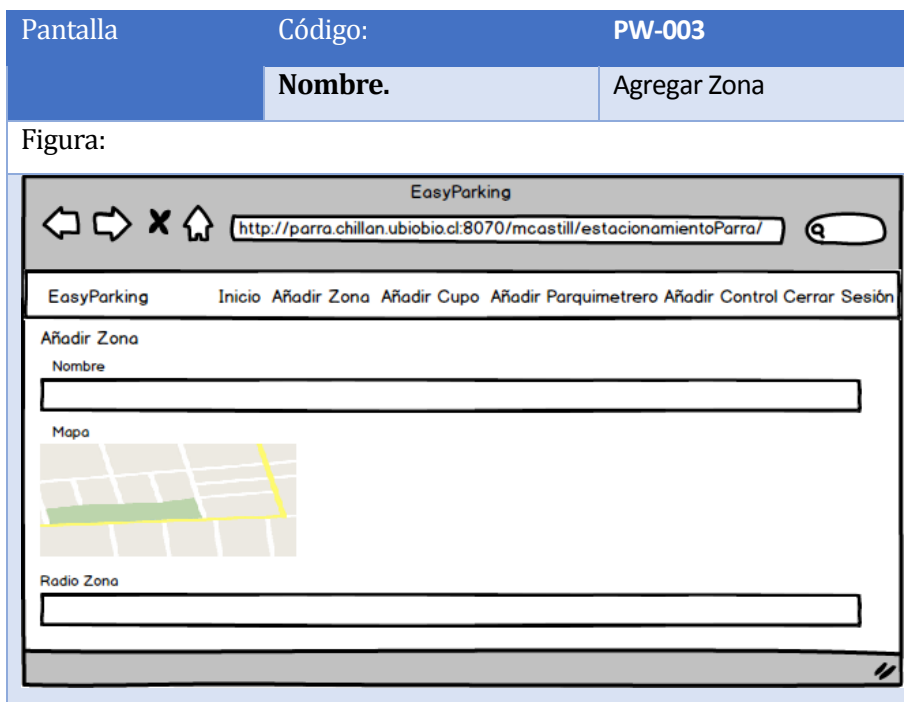 Pantalla Código: PW-003
Nombre. Agregar Zona
Figura:
EasyParking
http://parra.chillan.ubiobio.cl:8070/mcastill/estacionamientoParra/
EasyParking Inicio Añadir Zona Añadir Cupo Añadir Parquimetrero Añadir Control Cerrar Sesión
Añadir Zona
Nombre
Mapa
Radio Zona